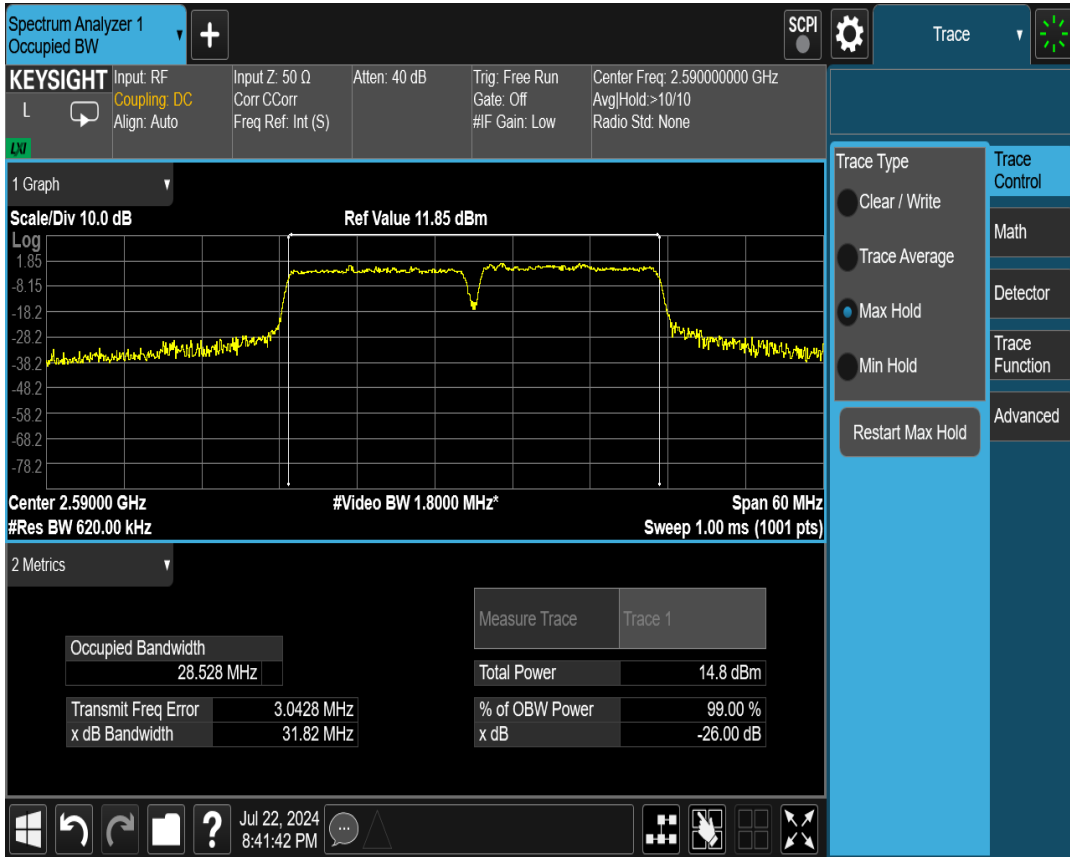 Spectrum Analyzer 1
Occupied BW
+
SCPI
Trace
KEYSIGHT
L
LXI
Input: RF
Coupling: DC
Align: Auto
Input Z: 50 Ω
Corr CCorr
Freq Ref: Int (S)
Atten: 40 dB
Trig: Free Run
Gate: Off
#IF Gain: Low
Center Freq: 2.590000000 GHz
Avg|Hold:>10/10
Radio Std: None
1 Graph
Scale/Div 10.0 dB
Ref Value 11.85 dBm
Log
1.85
-8.15
-18.2
-28.2
-38.2
-48.2
-58.2
-68.2
-78.2
Center 2.59000 GHz
#Video BW 1.8000 MHz*
Span 60 MHz
#Res BW 620.00 kHz
Sweep 1.00 ms (1001 pts)
2 Metrics
Measure Trace
Trace 1
Occupied Bandwidth
28.528 MHz
Total Power
14.8 dBm
Transmit Freq Error
3.0428 MHz
% of OBW Power
99.00 %
x dB Bandwidth
31.82 MHz
x dB
-26.00 dB
Trace Type
Clear / Write
Trace Average
Max Hold
Min Hold
Restart Max Hold
Trace
Control
Math
Detector
Trace
Function
Advanced
?
Jul 22, 2024
8:41:42 PM